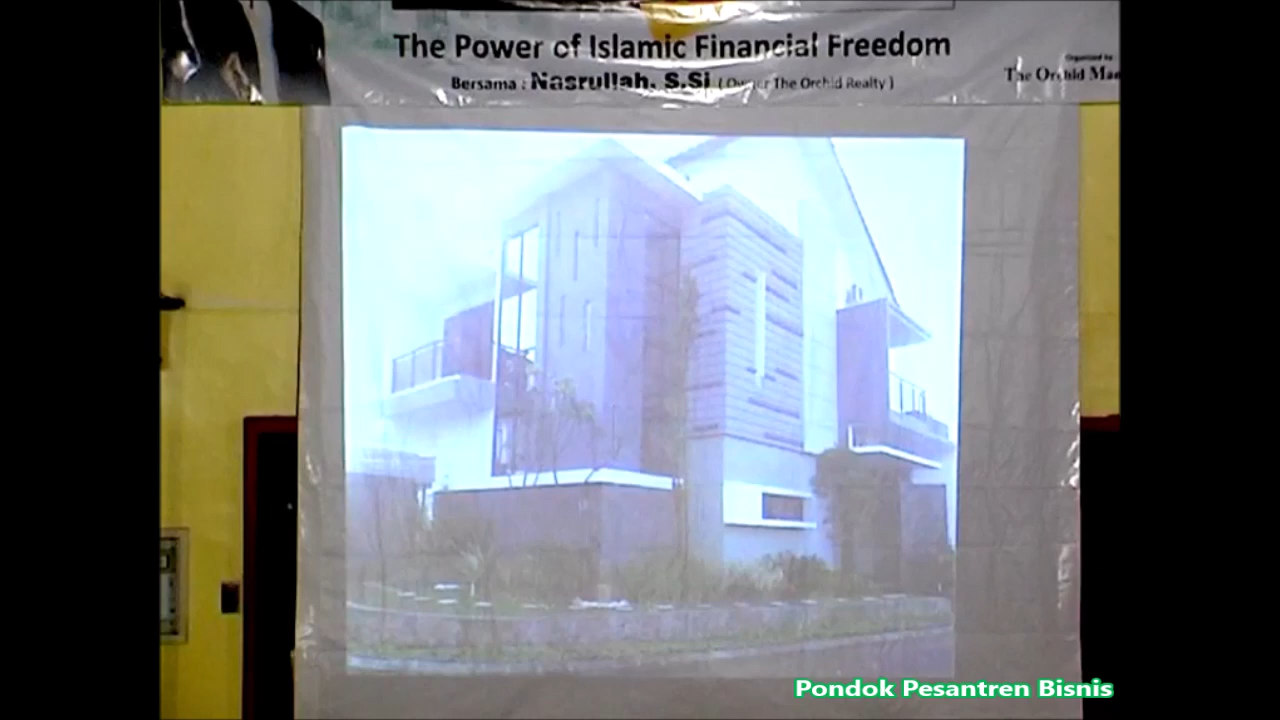 The Power of Islamic Financial Freedom
Bersama : Nasrullah, S.Si ( Owner The Orchid Realty )
Organized by
The Orchid
Pondok Pesantren Bisnis